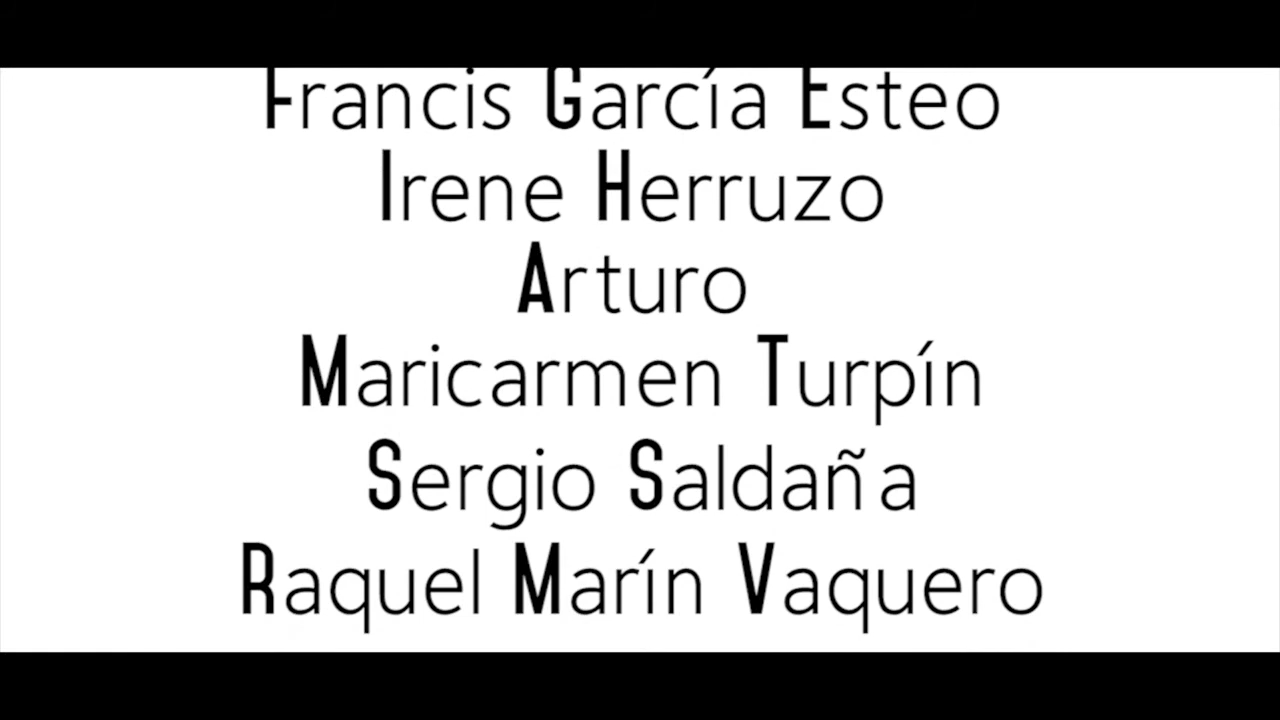 Francis García Esteo
Irene Herruzo
Arturo
Maricarmen Turpín
Sergio Saldaña
Raquel Marín Vaquero